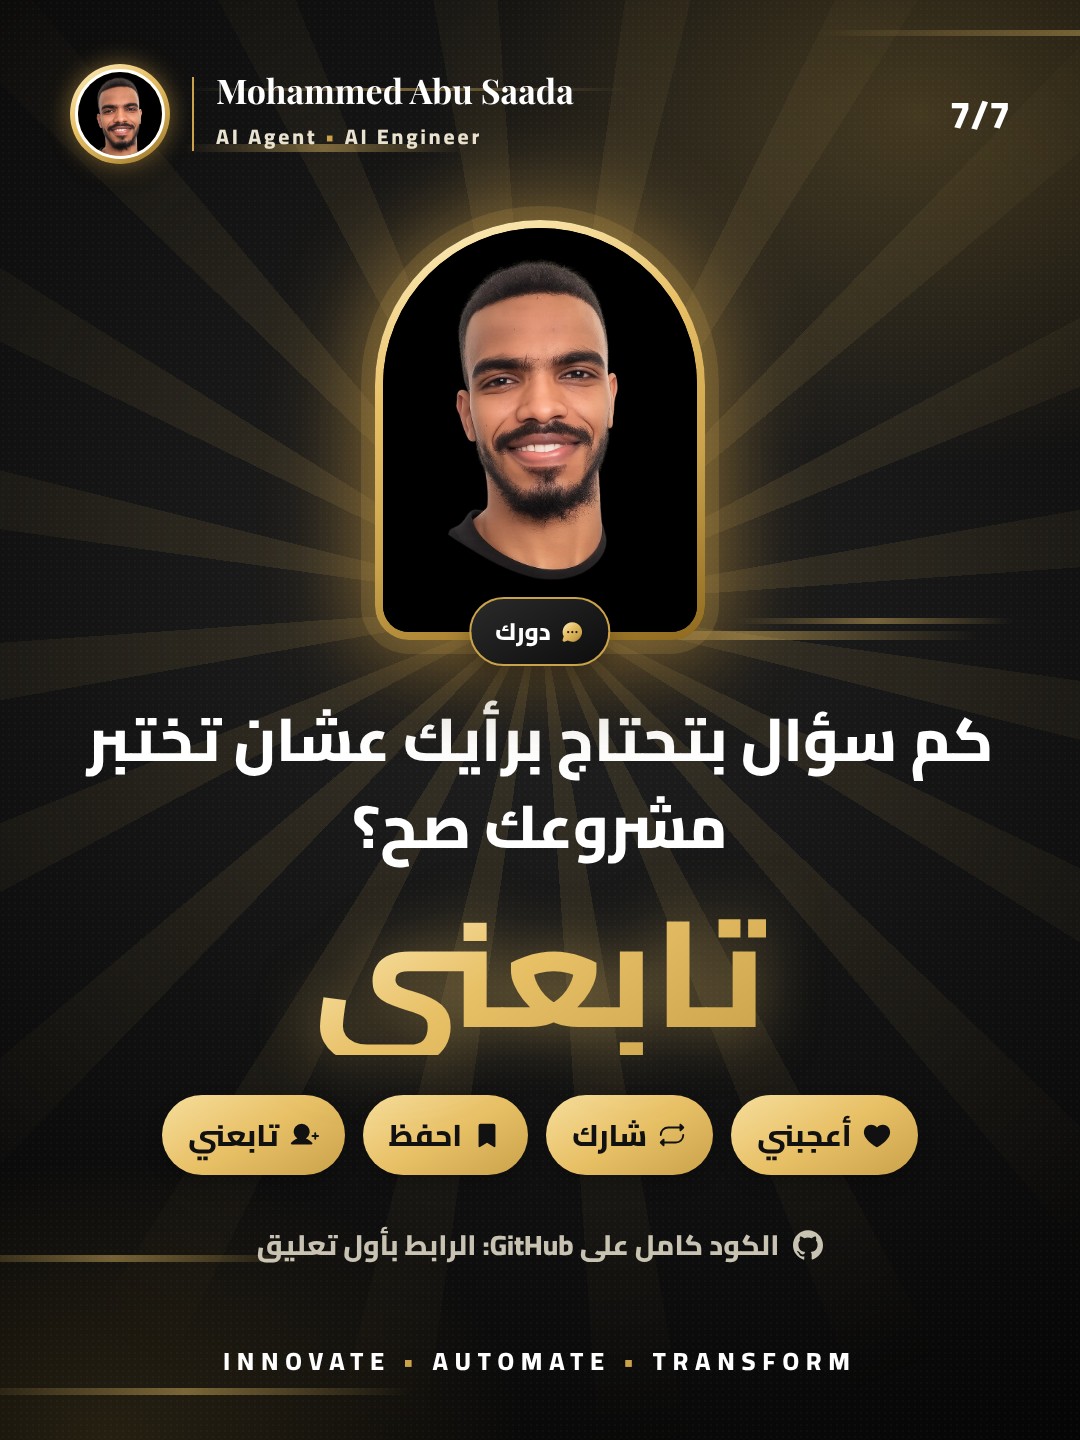 Mohammed Abu Saada
AI Agent ▪ AI Engineer
7/7
دورك
كم سؤال بتحتاج برأيك عشان تختبر
مشروعك صح؟
تابعني
أعجبني
شارك
احفظ
تابعني
الكود كامل على GitHub: الرابط بأول تعليق
INNOVATE ▪ AUTOMATE ▪ TRANSFORM